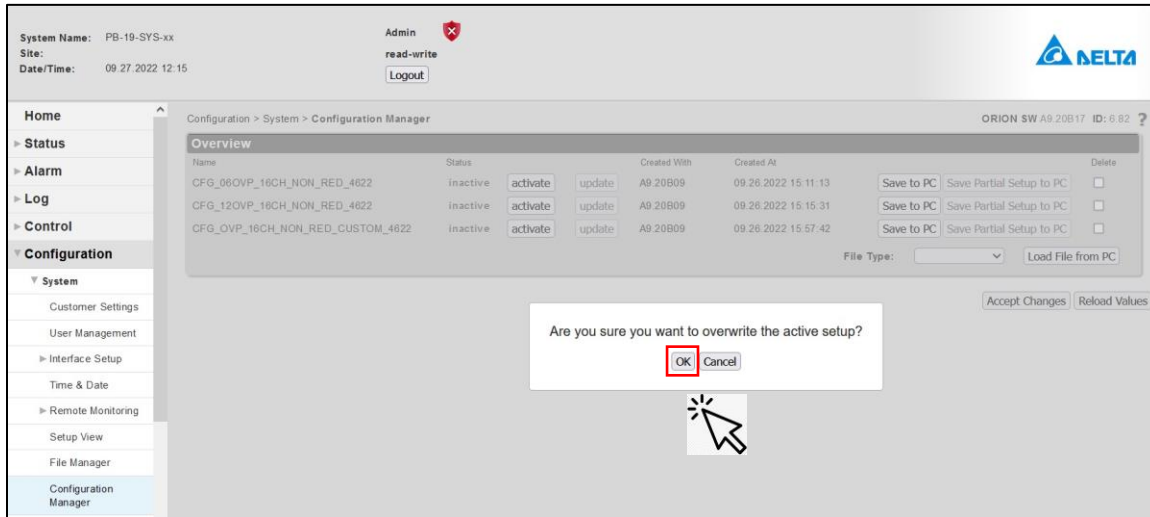 System Name: PB-19-SYS-xx
Site:
Date/Time: 09.27.2022 12:15
Admin
read-write
Logout
DELTA
Home
Status
Alarm
Log
Control
Configuration
System
Customer Settings
User Management
Interface Setup
Time & Date
Remote Monitoring
Setup View
File Manager
Configuration
Manager
Configuration > System > Configuration Manager
ORION SW A9.20B17 ID: 6.82 ?
Overview
Name Status Created With Created At Delete
CFG_06OVP_16CH_NON_RED_4622 inactive activate update A9.20B09 09.26.2022 15:11:13 Save to PC Save Partial Setup to PC
CFG_12OVP_16CH_NON_RED_4622 inactive activate update A9.20B09 09.26.2022 15:15:31 Save to PC Save Partial Setup to PC
CFG_OVP_16CH_NON_RED_CUSTOM_4622 inactive activate update A9.20B09 09.26.2022 15:57:42 Save to PC Save Partial Setup to PC
File Type: Load File from PC
Accept Changes Reload Values
Are you sure you want to overwrite the active setup?
OK Cancel